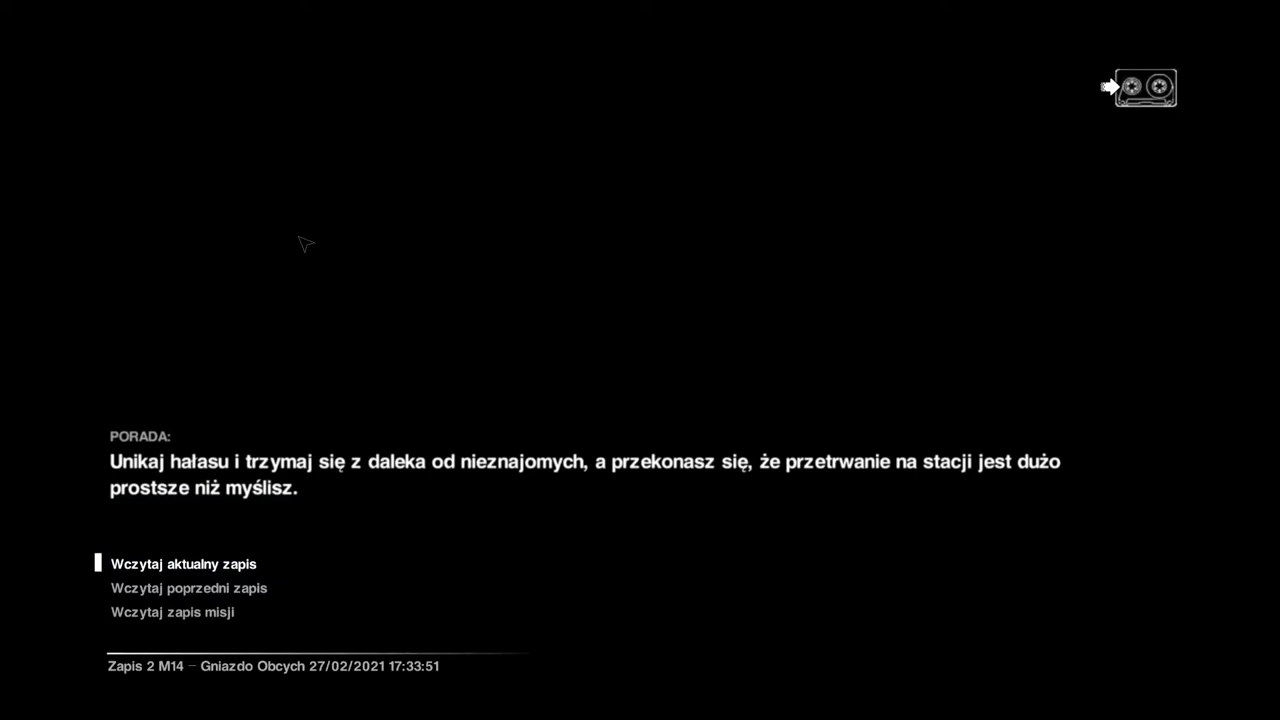 PORADA:
Unikaj hałasu i trzymaj się z daleka od nieznajomych, a przekonasz się, że przetrwanie na stacji jest dużo
prostsze niż myślisz.
Wczytaj aktualny zapis
Wczytaj poprzedni zapis
Wczytaj zapis misji
Zapis 2 M14 – Gniazdo Obcych 27/02/2021 17:33:51